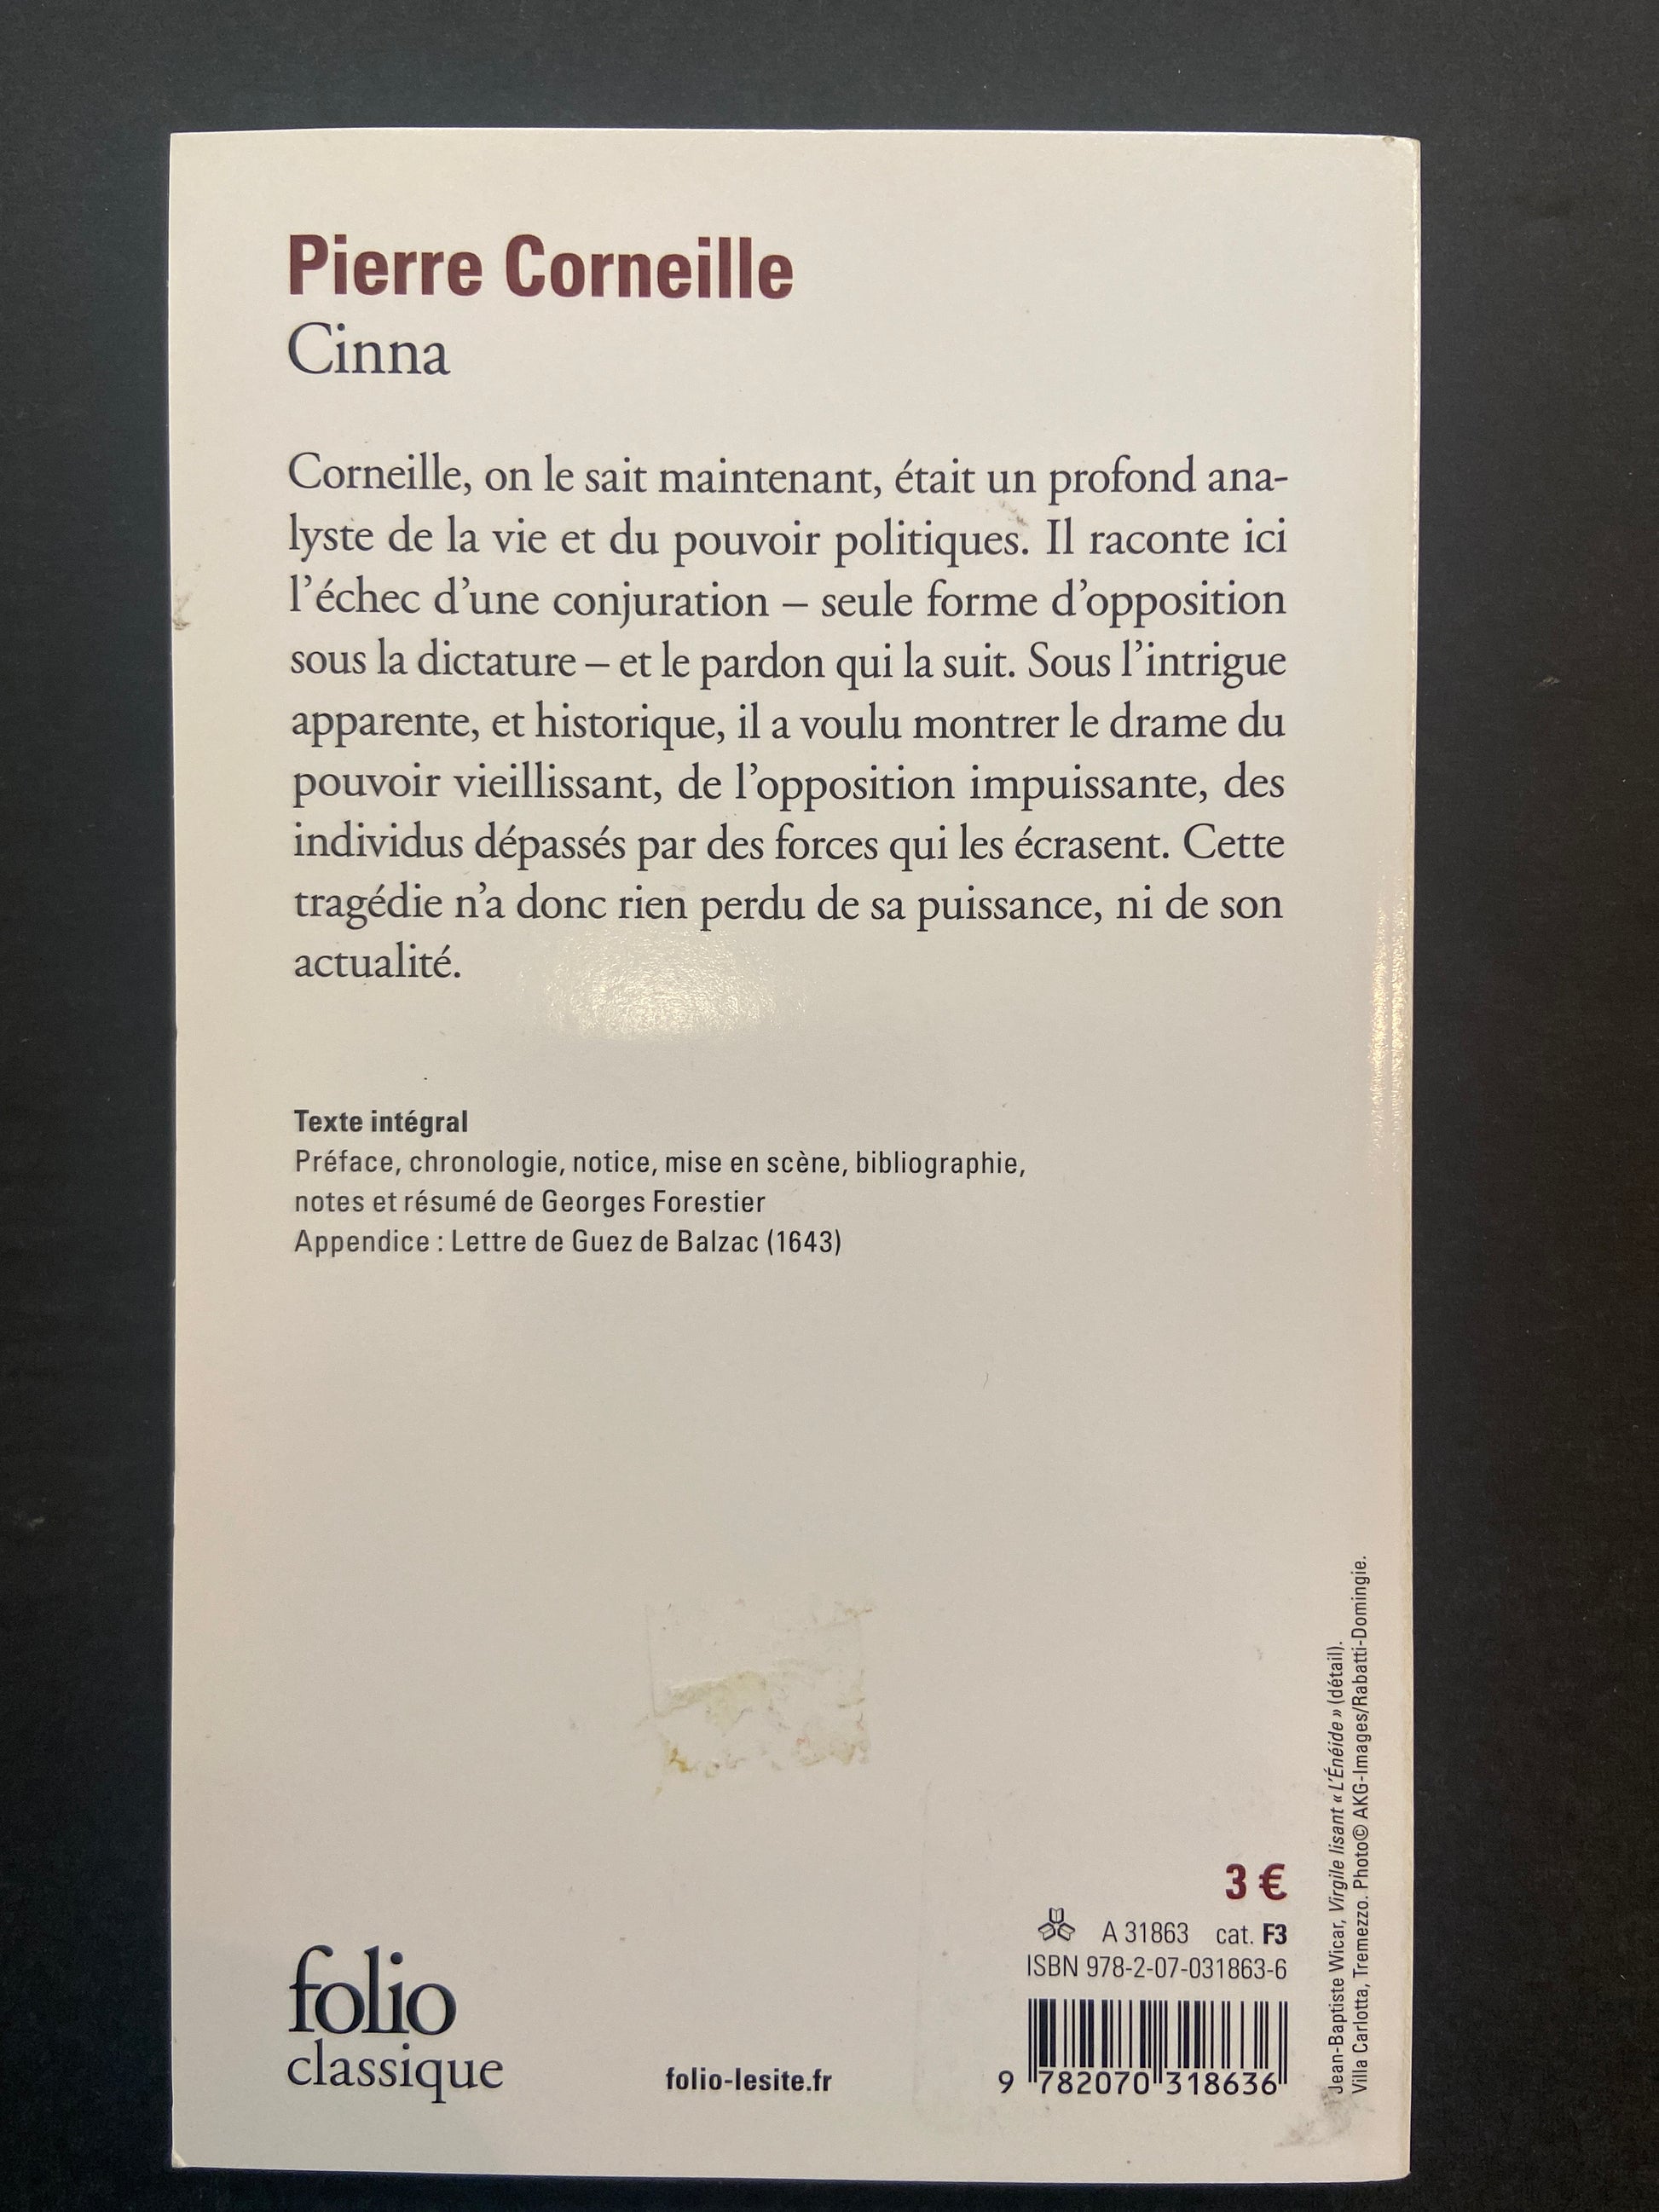 Pierre Corneille
Cinna
Corneille, on le sait maintenant, était un profond ana-
lyste de la vie et du pouvoir politiques. Il raconte ici
l'échec d'une conjuration – seule forme d'opposition
sous la dictature – et le pardon qui la suit. Sous l'intrigue
apparente, et historique, il a voulu montrer le drame du
pouvoir vieillissant, de l'opposition impuissante, des
individus dépassés par des forces qui les écrasent. Cette
tragédie n'a donc rien perdu de sa puissance, ni de son
actualité.
Texte intégral
Préface, chronologie, notice, mise en scène, bibliographie,
notes et résumé de Georges Forestier
Appendice : Lettre de Guez de Balzac (1643)
3 €
A 31863 cat. F3
ISBN 978-2-07-031863-6
9 782070 318636
folio
classique
folio-lesite.fr
Jean-Baptiste Wicar, Virgile lisant « L'Énéide » (détail).
Villa Carlotta, Tremezzo. Photo© AKG-Images/Rabatti-Domingie.